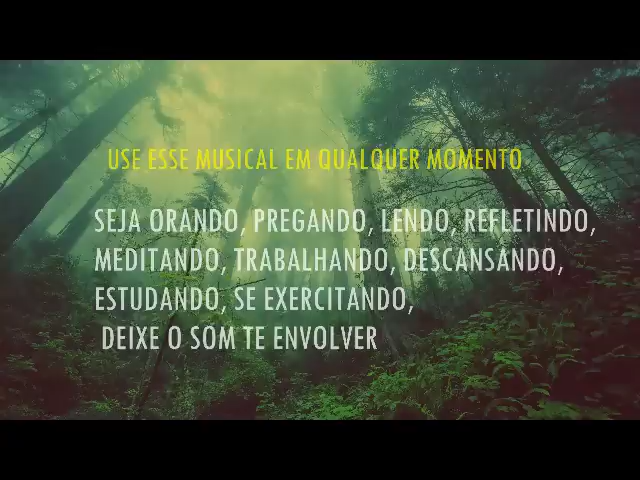 USE ESSE MUSICAL EM QUALQUER MOMENTO
SEJA ORANDO, PREGANDO, LENDO, REFLETINDO,
MEDITANDO, TRABALHANDO, DESCANSANDO,
ESTUDANDO, SE EXERCITANDO,
DEIXE O SOM TE ENVOLVER